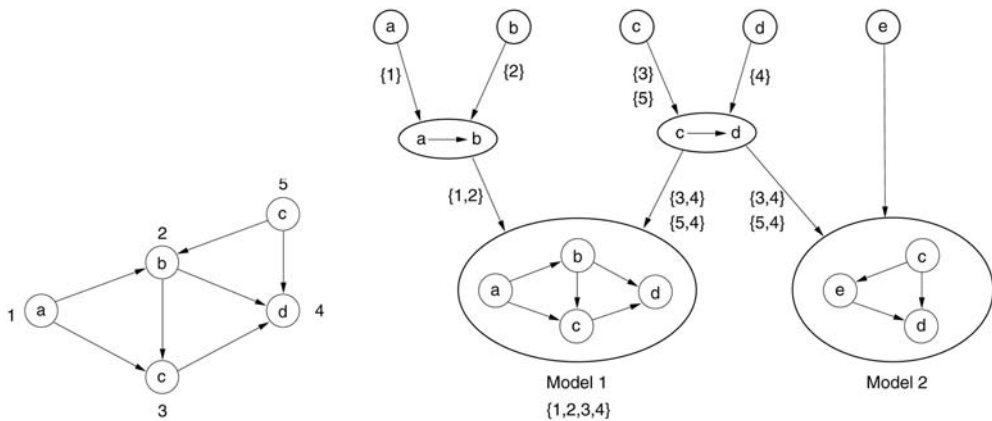 a b c d e
{1} {2} {3} {4}
{5}
a b c d
5
c {1,2} {3,4} {3,4}
{5,4} {5,4}
2
b b c
a e
1 a d 4 d
c d
c
3
Model 1 Model 2
{1,2,3,4}